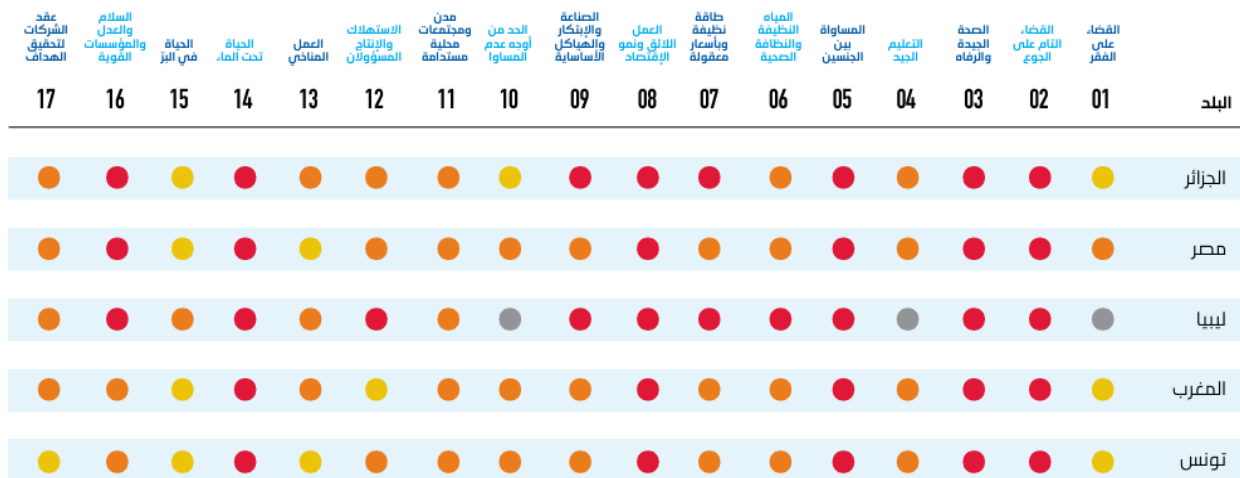 القضاء
على
الفقر
القضاء
التام على
الجوع
الصحة
الجيدة
والرفاه
التعليم
الجيد
المساواة
بين
الجنسين
المياه
النظيفة
والنظافة
الصحية
طاقة
نظيفة
وبأسعار
معقولة
العمل
اللائق ونمو
الإقتصاد
الصناعة
والإبتكار
والهياكل
الأساسية
الحد من
أوجه عدم
المساوا
مدن
ومجتمعات
محلية
مستدامة
الاستهلاك
والإنتاج
المسؤولان
العمل
المناخي
الحياة
تحت الماء
الحياة
في البرّ
السلام
والعدل
والمؤسسات
القوية
عقد
الشركات
لتحقيق
الهداف
البلد 01 02 03 04 05 06 07 08 09 10 11 12 13 14 15 16 17
الجزائر
مصر
ليبيا
المغرب
تونس